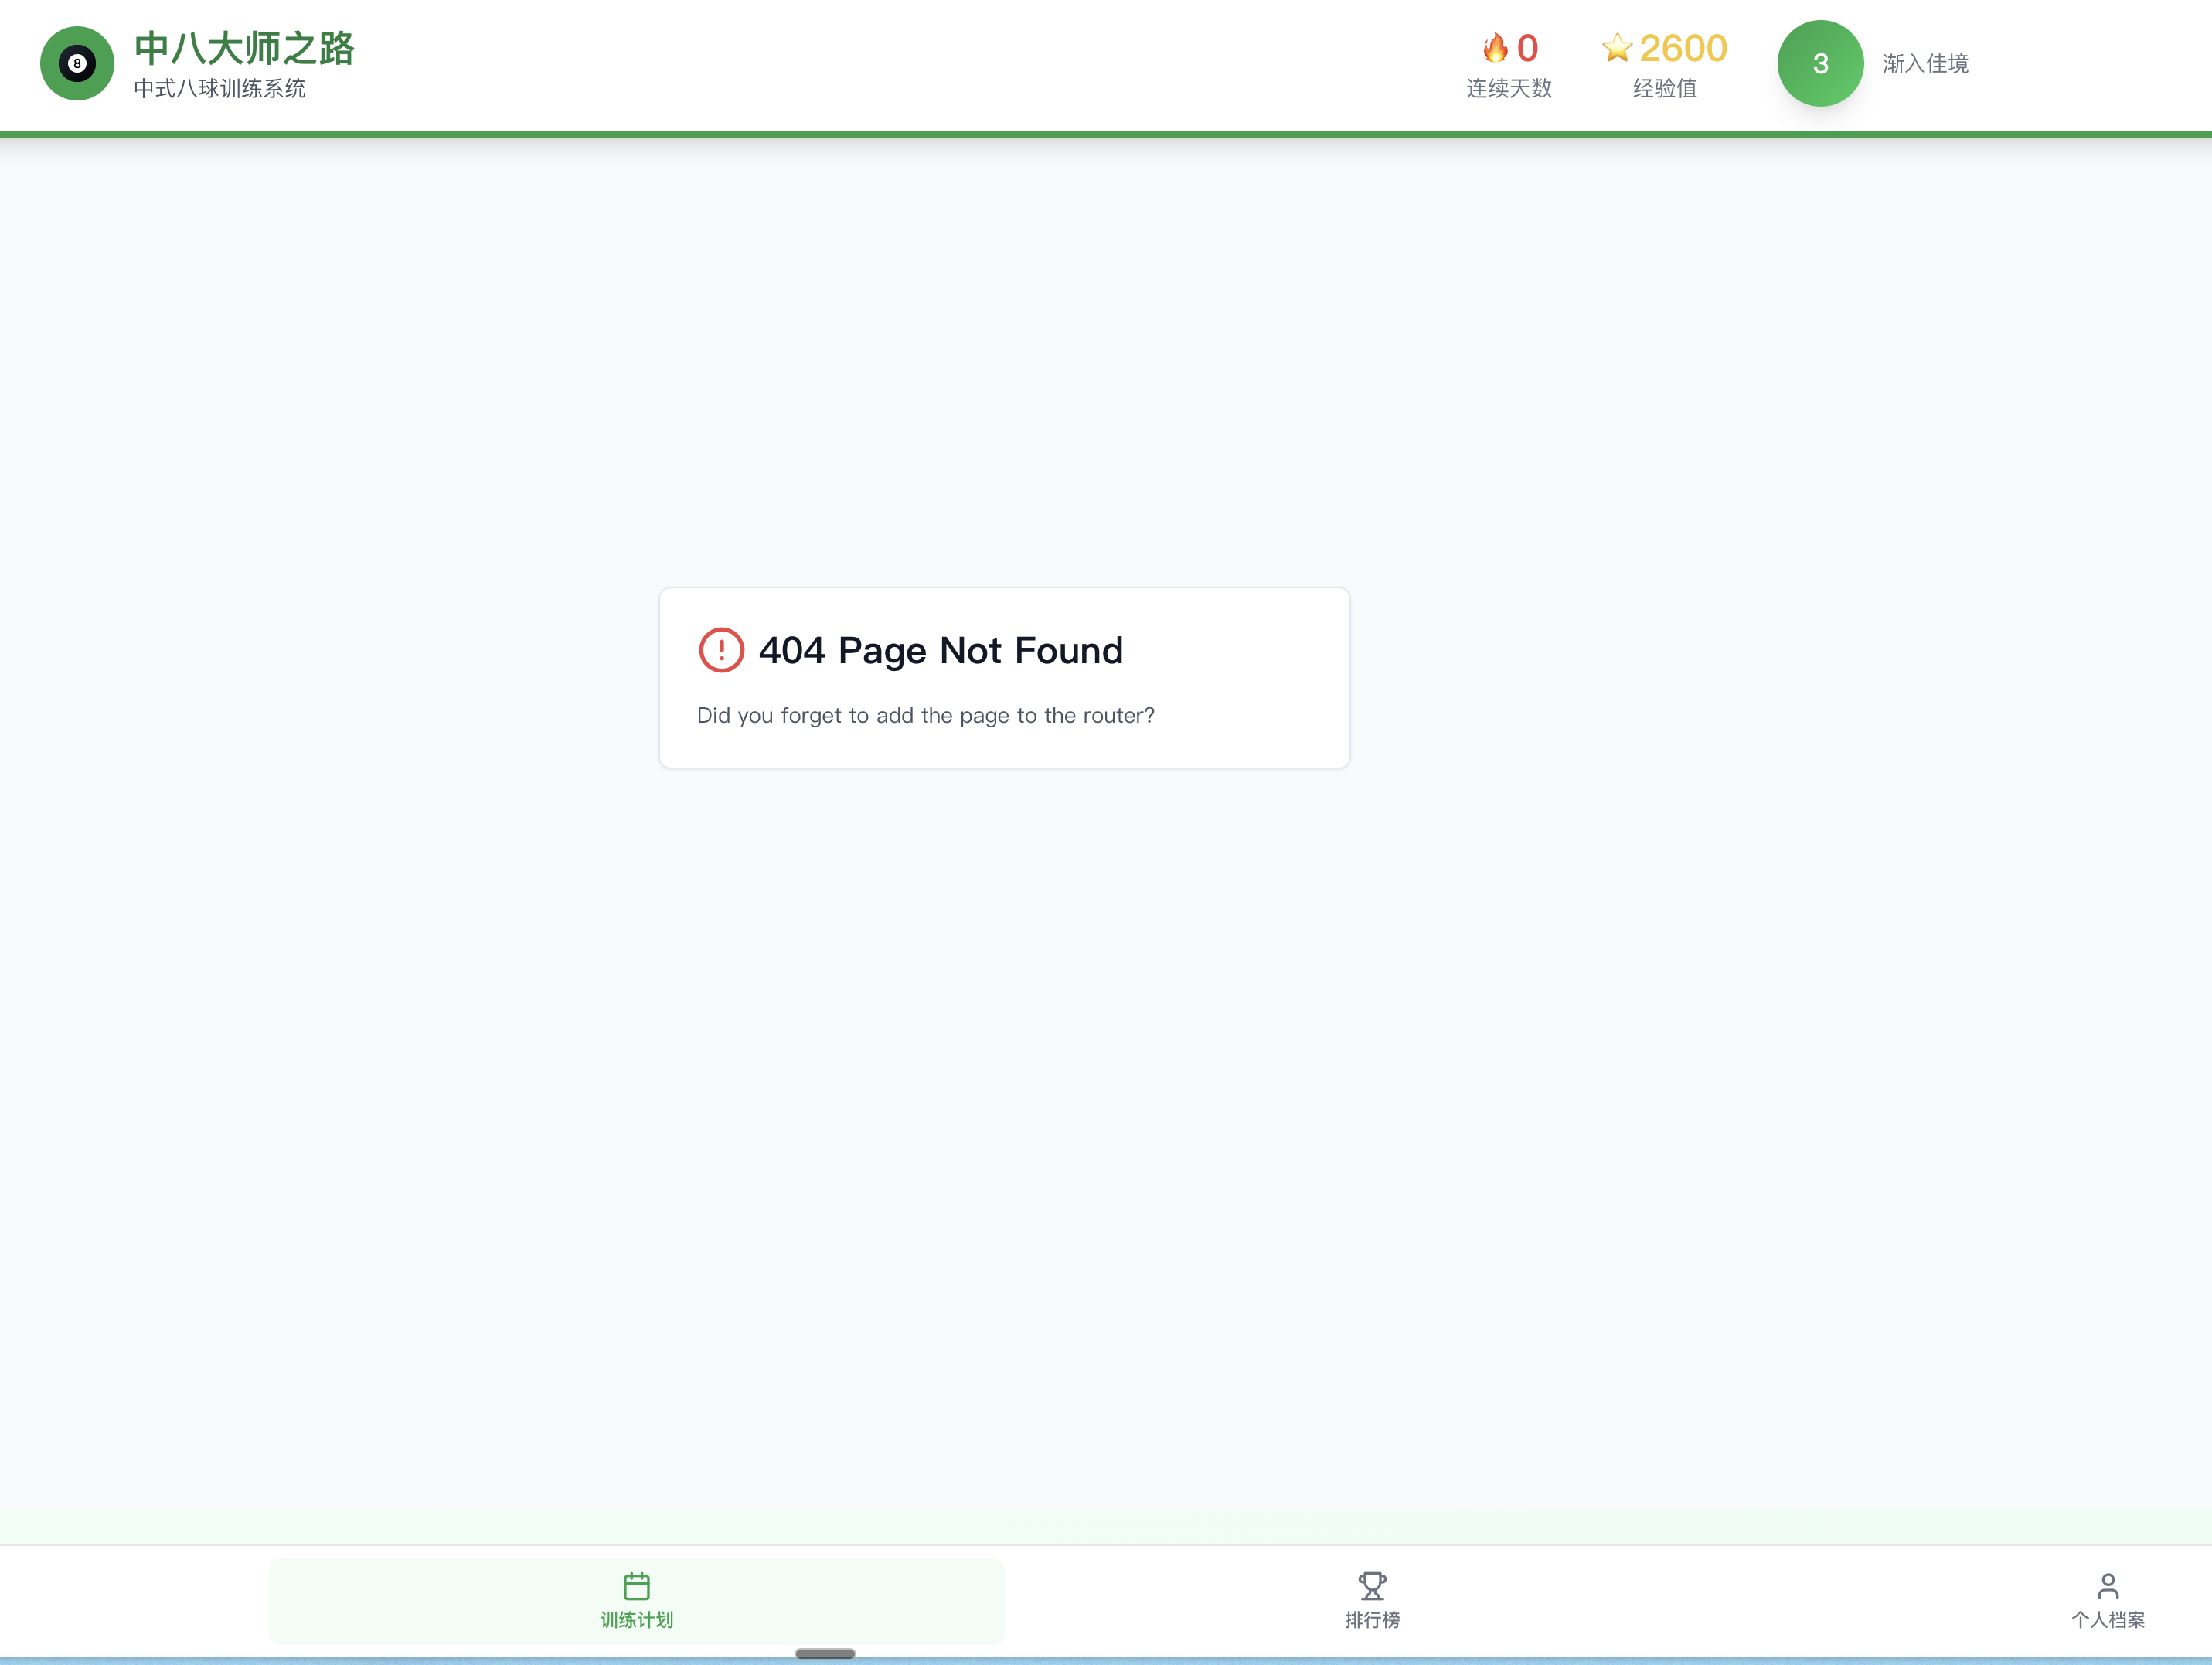 8
中八大师之路
中式八球训练系统
🔥 0
连续天数
⭐ 2600
经验值
3
渐入佳境
404 Page Not Found
Did you forget to add the page to the router?
训练计划
排行榜
个人档案